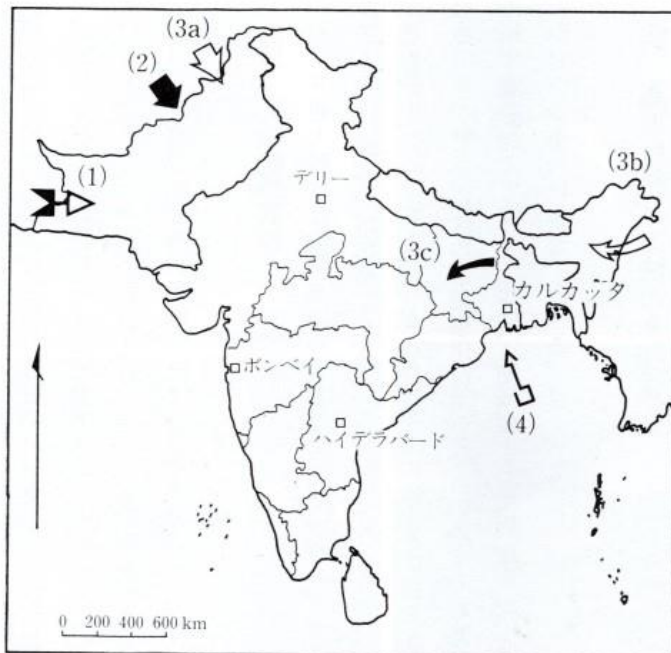 (3a)
(2)
(3b)
(1)
デリー
(3c)
カルカッタ
ボンベイ
(4)
ハイデラバード
0 200 400 600 km